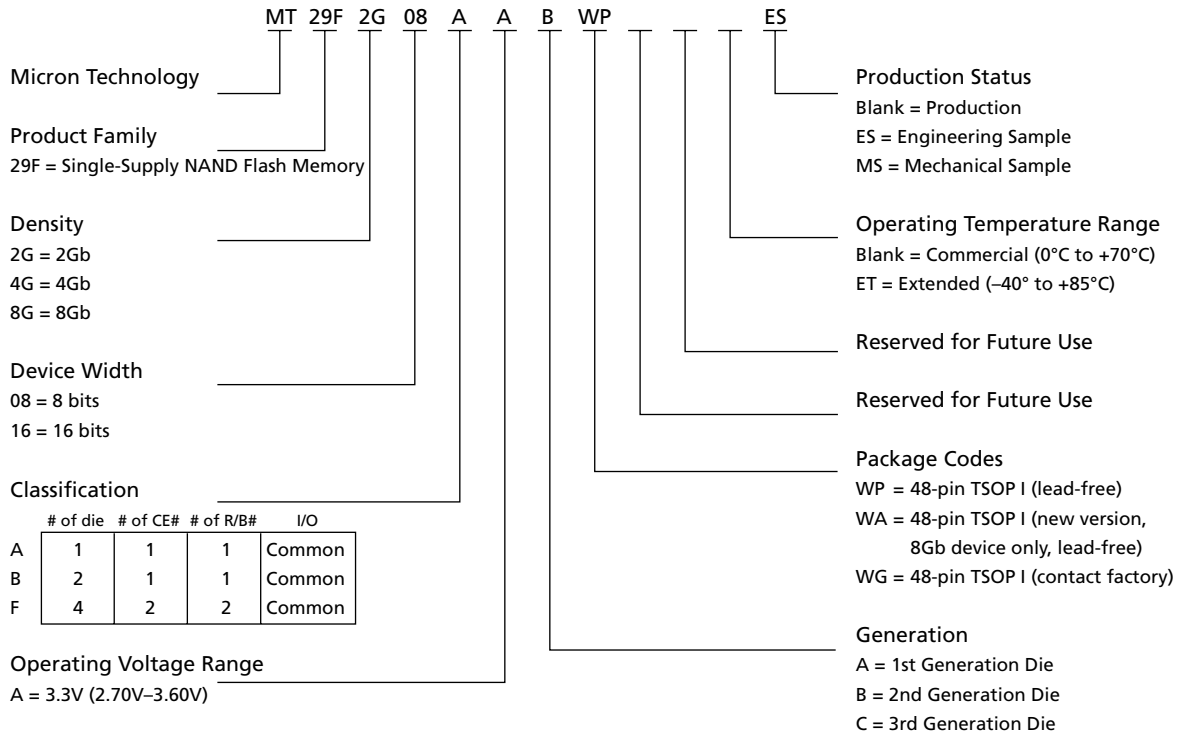 MT 29F 2G 08 A A B WP ES
Micron Technology
Product Family
29F = Single-Supply NAND Flash Memory
Density
2G = 2Gb
4G = 4Gb
8G = 8Gb
Device Width
08 = 8 bits
16 = 16 bits
Classification
# of die # of CE# # of R/B# I/O
A 1 1 1 Common
B 2 1 1 Common
F 4 2 2 Common
Operating Voltage Range
A = 3.3V (2.70V–3.60V)
Production Status
Blank = Production
ES = Engineering Sample
MS = Mechanical Sample
Operating Temperature Range
Blank = Commercial (0°C to +70°C)
ET = Extended (–40° to +85°C)
Reserved for Future Use
Reserved for Future Use
Package Codes
WP = 48-pin TSOP I (lead-free)
WA = 48-pin TSOP I (new version,
8Gb device only, lead-free)
WG = 48-pin TSOP I (contact factory)
Generation
A = 1st Generation Die
B = 2nd Generation Die
C = 3rd Generation Die